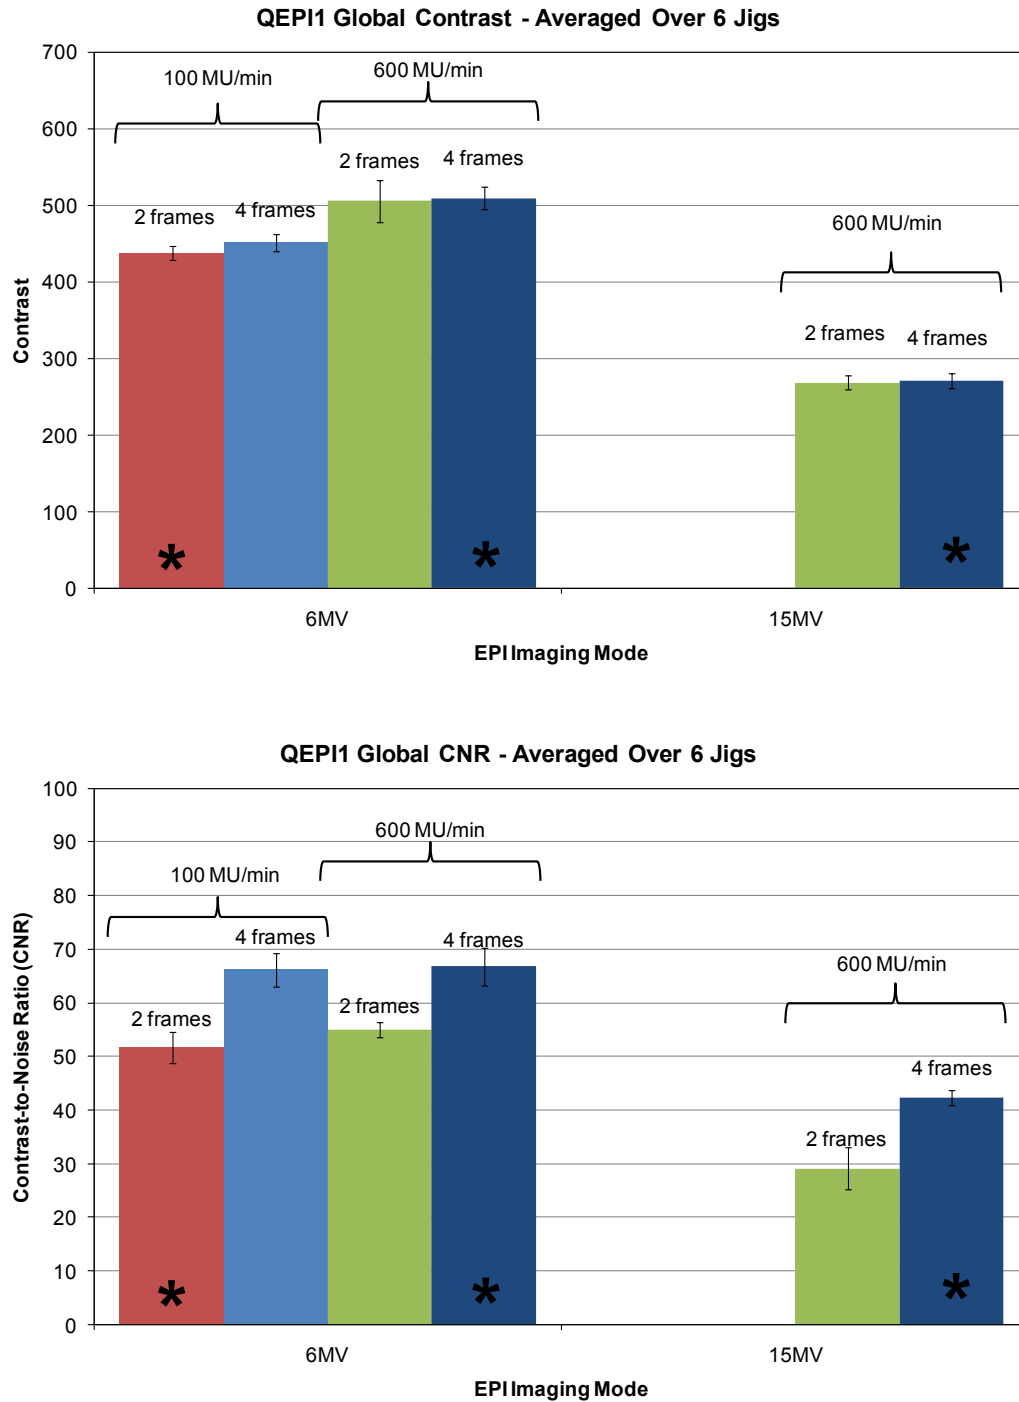 QEPI1 Global Contrast - Averaged Over 6 Jigs
700
600
500
400
300
200
100
0
Contrast
100 MU/min
600 MU/min
2 frames
4 frames
2 frames
4 frames
600 MU/min
2 frames
4 frames
*
*
*
6MV
15MV
EPI Imaging Mode
QEPI1 Global CNR - Averaged Over 6 Jigs
100
90
80
70
60
50
40
30
20
10
0
Contrast-to-Noise Ratio (CNR)
100 MU/min
600 MU/min
2 frames
4 frames
2 frames
4 frames
600 MU/min
2 frames
4 frames
*
*
*
6MV
15MV
EPI Imaging Mode